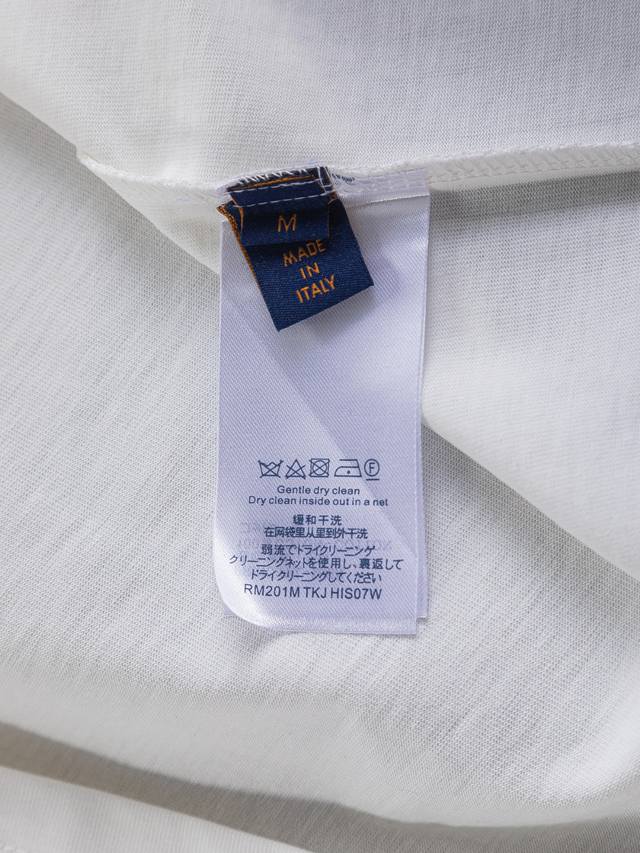 M
MADE
IN
ITALY
Gentle dry clean
Dry clean inside out in a net
缓和干洗
在网袋里从里到外干洗
弱流でドライクリーニング
クリーニングネットを使用し、裏返して
ドライクリーニングしてください
RM201M TKJ HIS07W